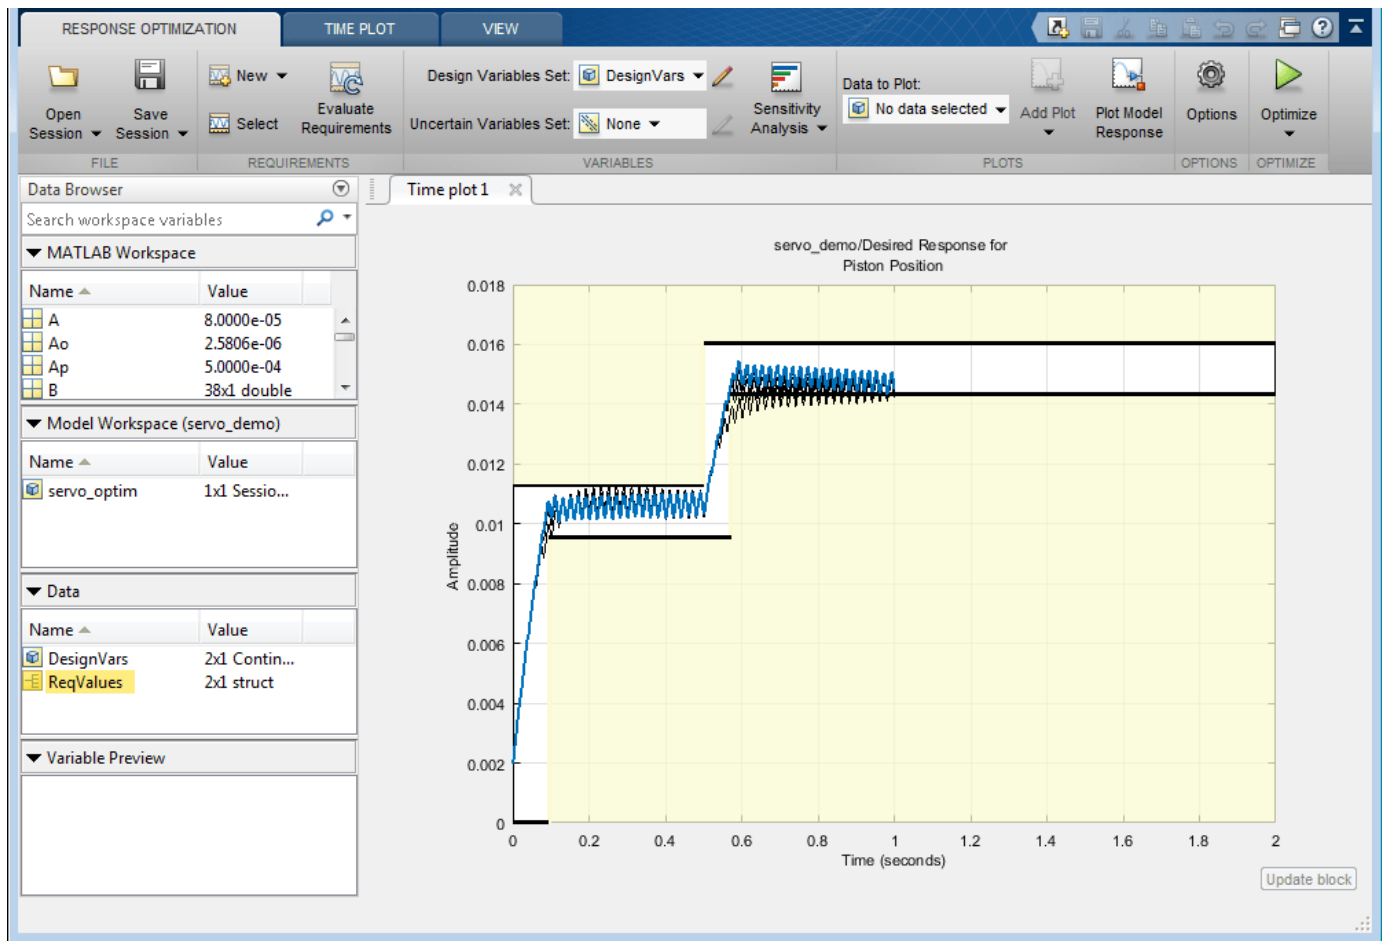 RESPONSE OPTIMIZATION TIME PLOT VIEW
Open Session Save Session
New
Select
Evaluate Requirements
Design Variables Set: DesignVars
Uncertain Variables Set: None
Sensitivity Analysis
Data to Plot:
No data selected
Add Plot
Plot Model Response
Options
Optimize
FILE REQUIREMENTS VARIABLES PLOTS OPTIONS OPTIMIZE
Data Browser
Search workspace variables
MATLAB Workspace
Name Value
A 8.0000e-05
Ao 2.5806e-06
Ap 5.0000e-04
B 38x1 double
Model Workspace (servo_demo)
Name Value
servo_optim 1x1 Sessio...
Data
Name Value
DesignVars 2x1 Contin...
ReqValues 2x1 struct
Variable Preview
Time plot 1
servo_demo/Desired Response for
Piston Position
0.018
0.016
0.014
0.012
0.01
0.008
0.006
0.004
0.002
0
Amplitude
0 0.2 0.4 0.6 0.8 1 1.2 1.4 1.6 1.8 2
Time (seconds)
Update block